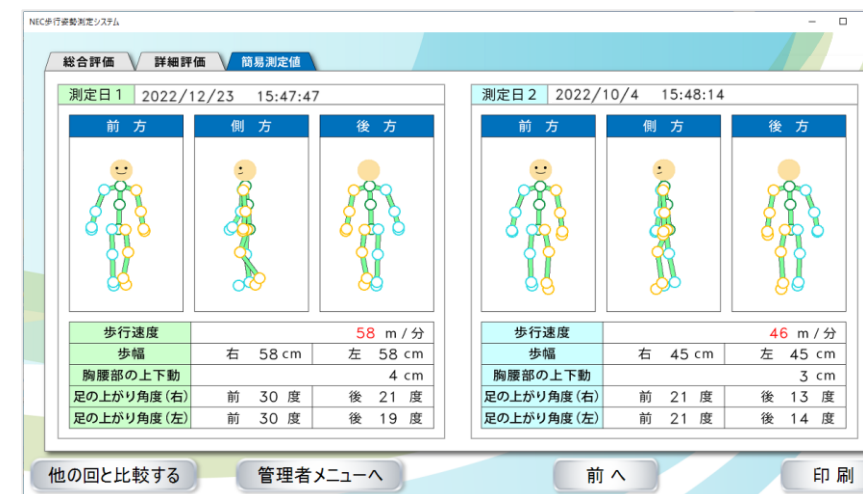 NEC歩行姿勢測定システム
総合評価 詳細評価 簡易測定値
測定日1 2022/12/23 15:47:47
前方 側方 後方
歩行速度 58 m/分
歩幅 右 58 cm 左 58 cm
胸腰部の上下動 4 cm
足の上がり角度(右) 前 30 度 後 21 度
足の上がり角度(左) 前 30 度 後 19 度
測定日2 2022/10/4 15:48:14
前方 側方 後方
歩行速度 46 m/分
歩幅 右 45 cm 左 45 cm
胸腰部の上下動 3 cm
足の上がり角度(右) 前 21 度 後 13 度
足の上がり角度(左) 前 21 度 後 14 度
他の回と比較する 管理者メニューへ 前へ 印刷